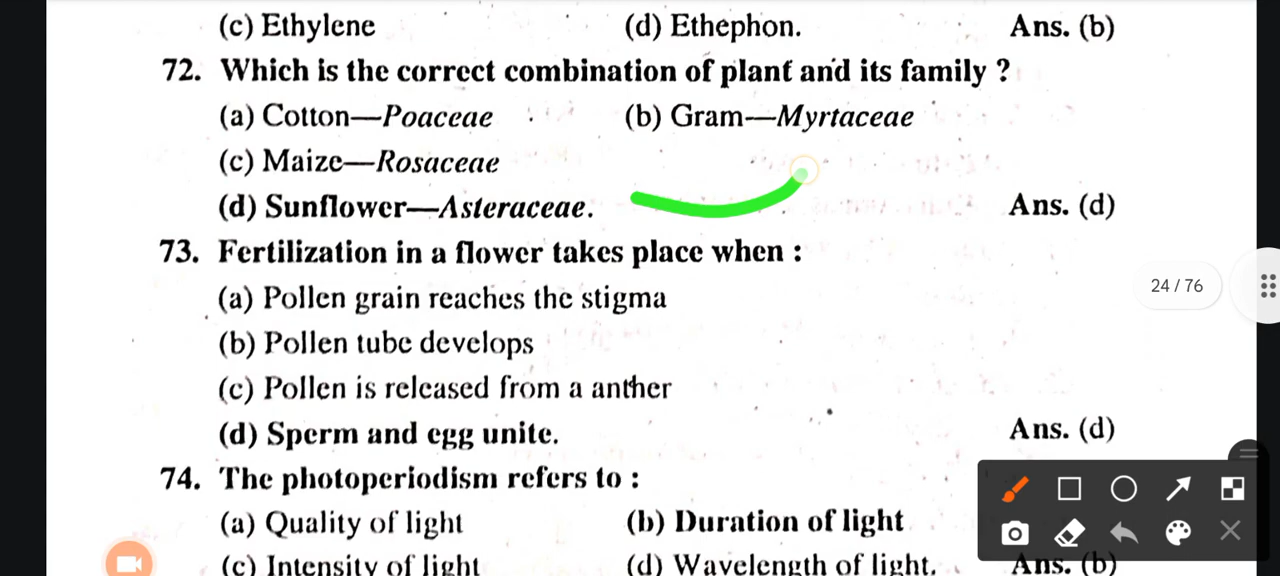 (c) Ethylene (d) Ethephon. Ans. (b)
72. Which is the correct combination of plant and its family ?
(a) Cotton—Poaceae (b) Gram—Myrtaceae
(c) Maize—Rosaceae
(d) Sunflower—Asteraceae. Ans. (d)
73. Fertilization in a flower takes place when :
(a) Pollen grain reaches the stigma
24 / 76
(b) Pollen tube develops
(c) Pollen is released from a anther
(d) Sperm and egg unite. Ans. (d)
74. The photoperiodism refers to :
(a) Quality of light (b) Duration of light
(c) Intensity of light (d) Wavelength of light. Ans. (b)